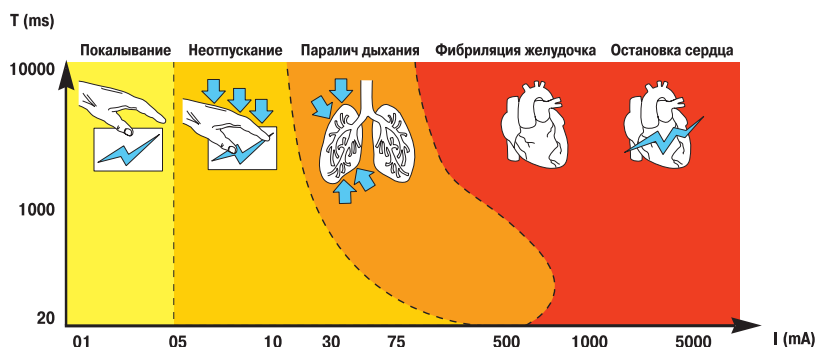 T (ms)
Покалывание Неотпускание Паралич дыхания Фибриляция желудочка Остановка сердца
10000
1000
20
01 05 10 30 75 500 1000 5000 I (mA)